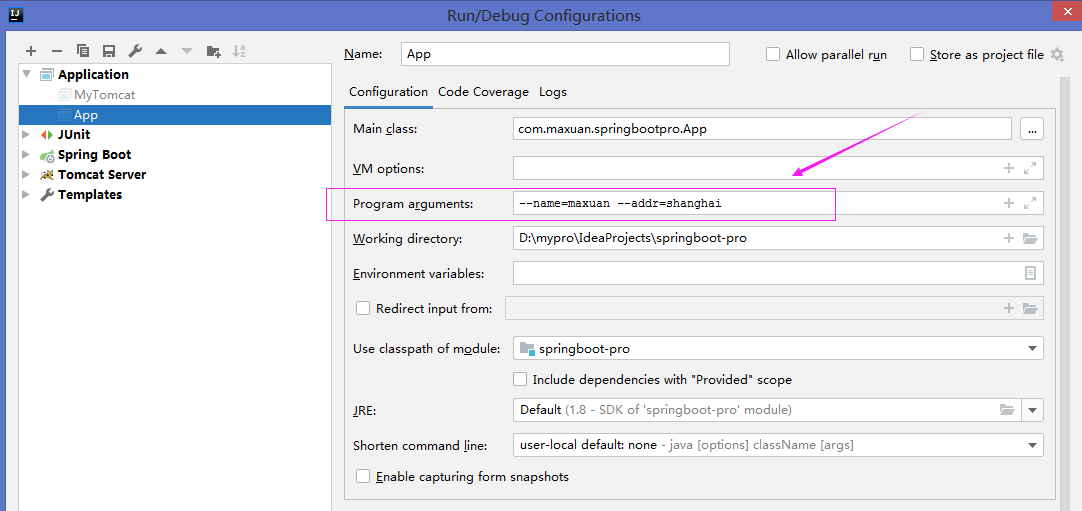 IJ
Run/Debug Configurations
Application
MyTomcat
App
JUnit
Spring Boot
Tomcat Server
Templates
Name: App
Allow parallel run
Store as project file
Configuration Code Coverage Logs
Main class: com.maxuan.springbootpro.App ...
VM options:
Program arguments: --name=maxuan --addr=shanghai
Working directory: D:\mypro\IdeaProjects\springboot-pro
Environment variables:
Redirect input from:
Use classpath of module: springboot-pro
Include dependencies with "Provided" scope
JRE: Default (1.8 - SDK of 'springboot-pro' module)
Shorten command line: user-local default: none - java [options] className [args]
Enable capturing form snapshots